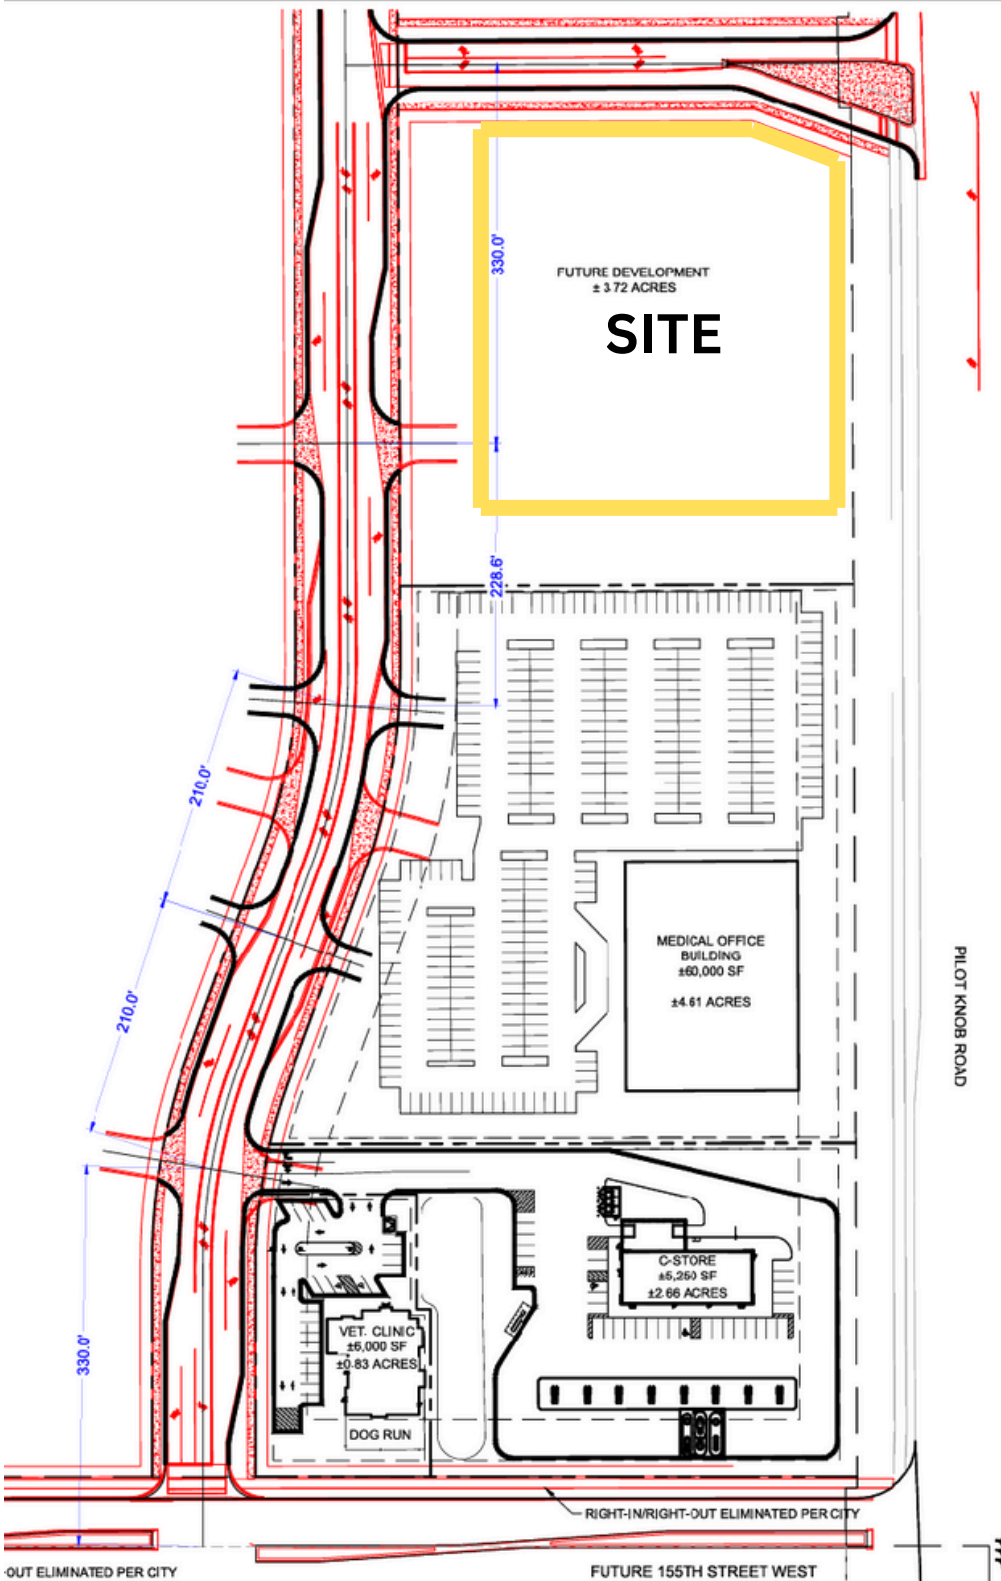 330.0'
FUTURE DEVELOPMENT
± 3.72 ACRES
SITE
228.6'
210.0'
MEDICAL OFFICE
BUILDING
±60,000 SF
±4.61 ACRES
PILOT KNOB ROAD
210.0'
C-STORE
±5,250 SF
±2.66 ACRES
VET. CLINIC
±6,000 SF
±0.83 ACRES
330.0'
DOG RUN
RIGHT-IN/RIGHT-OUT ELIMINATED PER CITY
-OUT ELIMINATED PER CITY
FUTURE 155TH STREET WEST